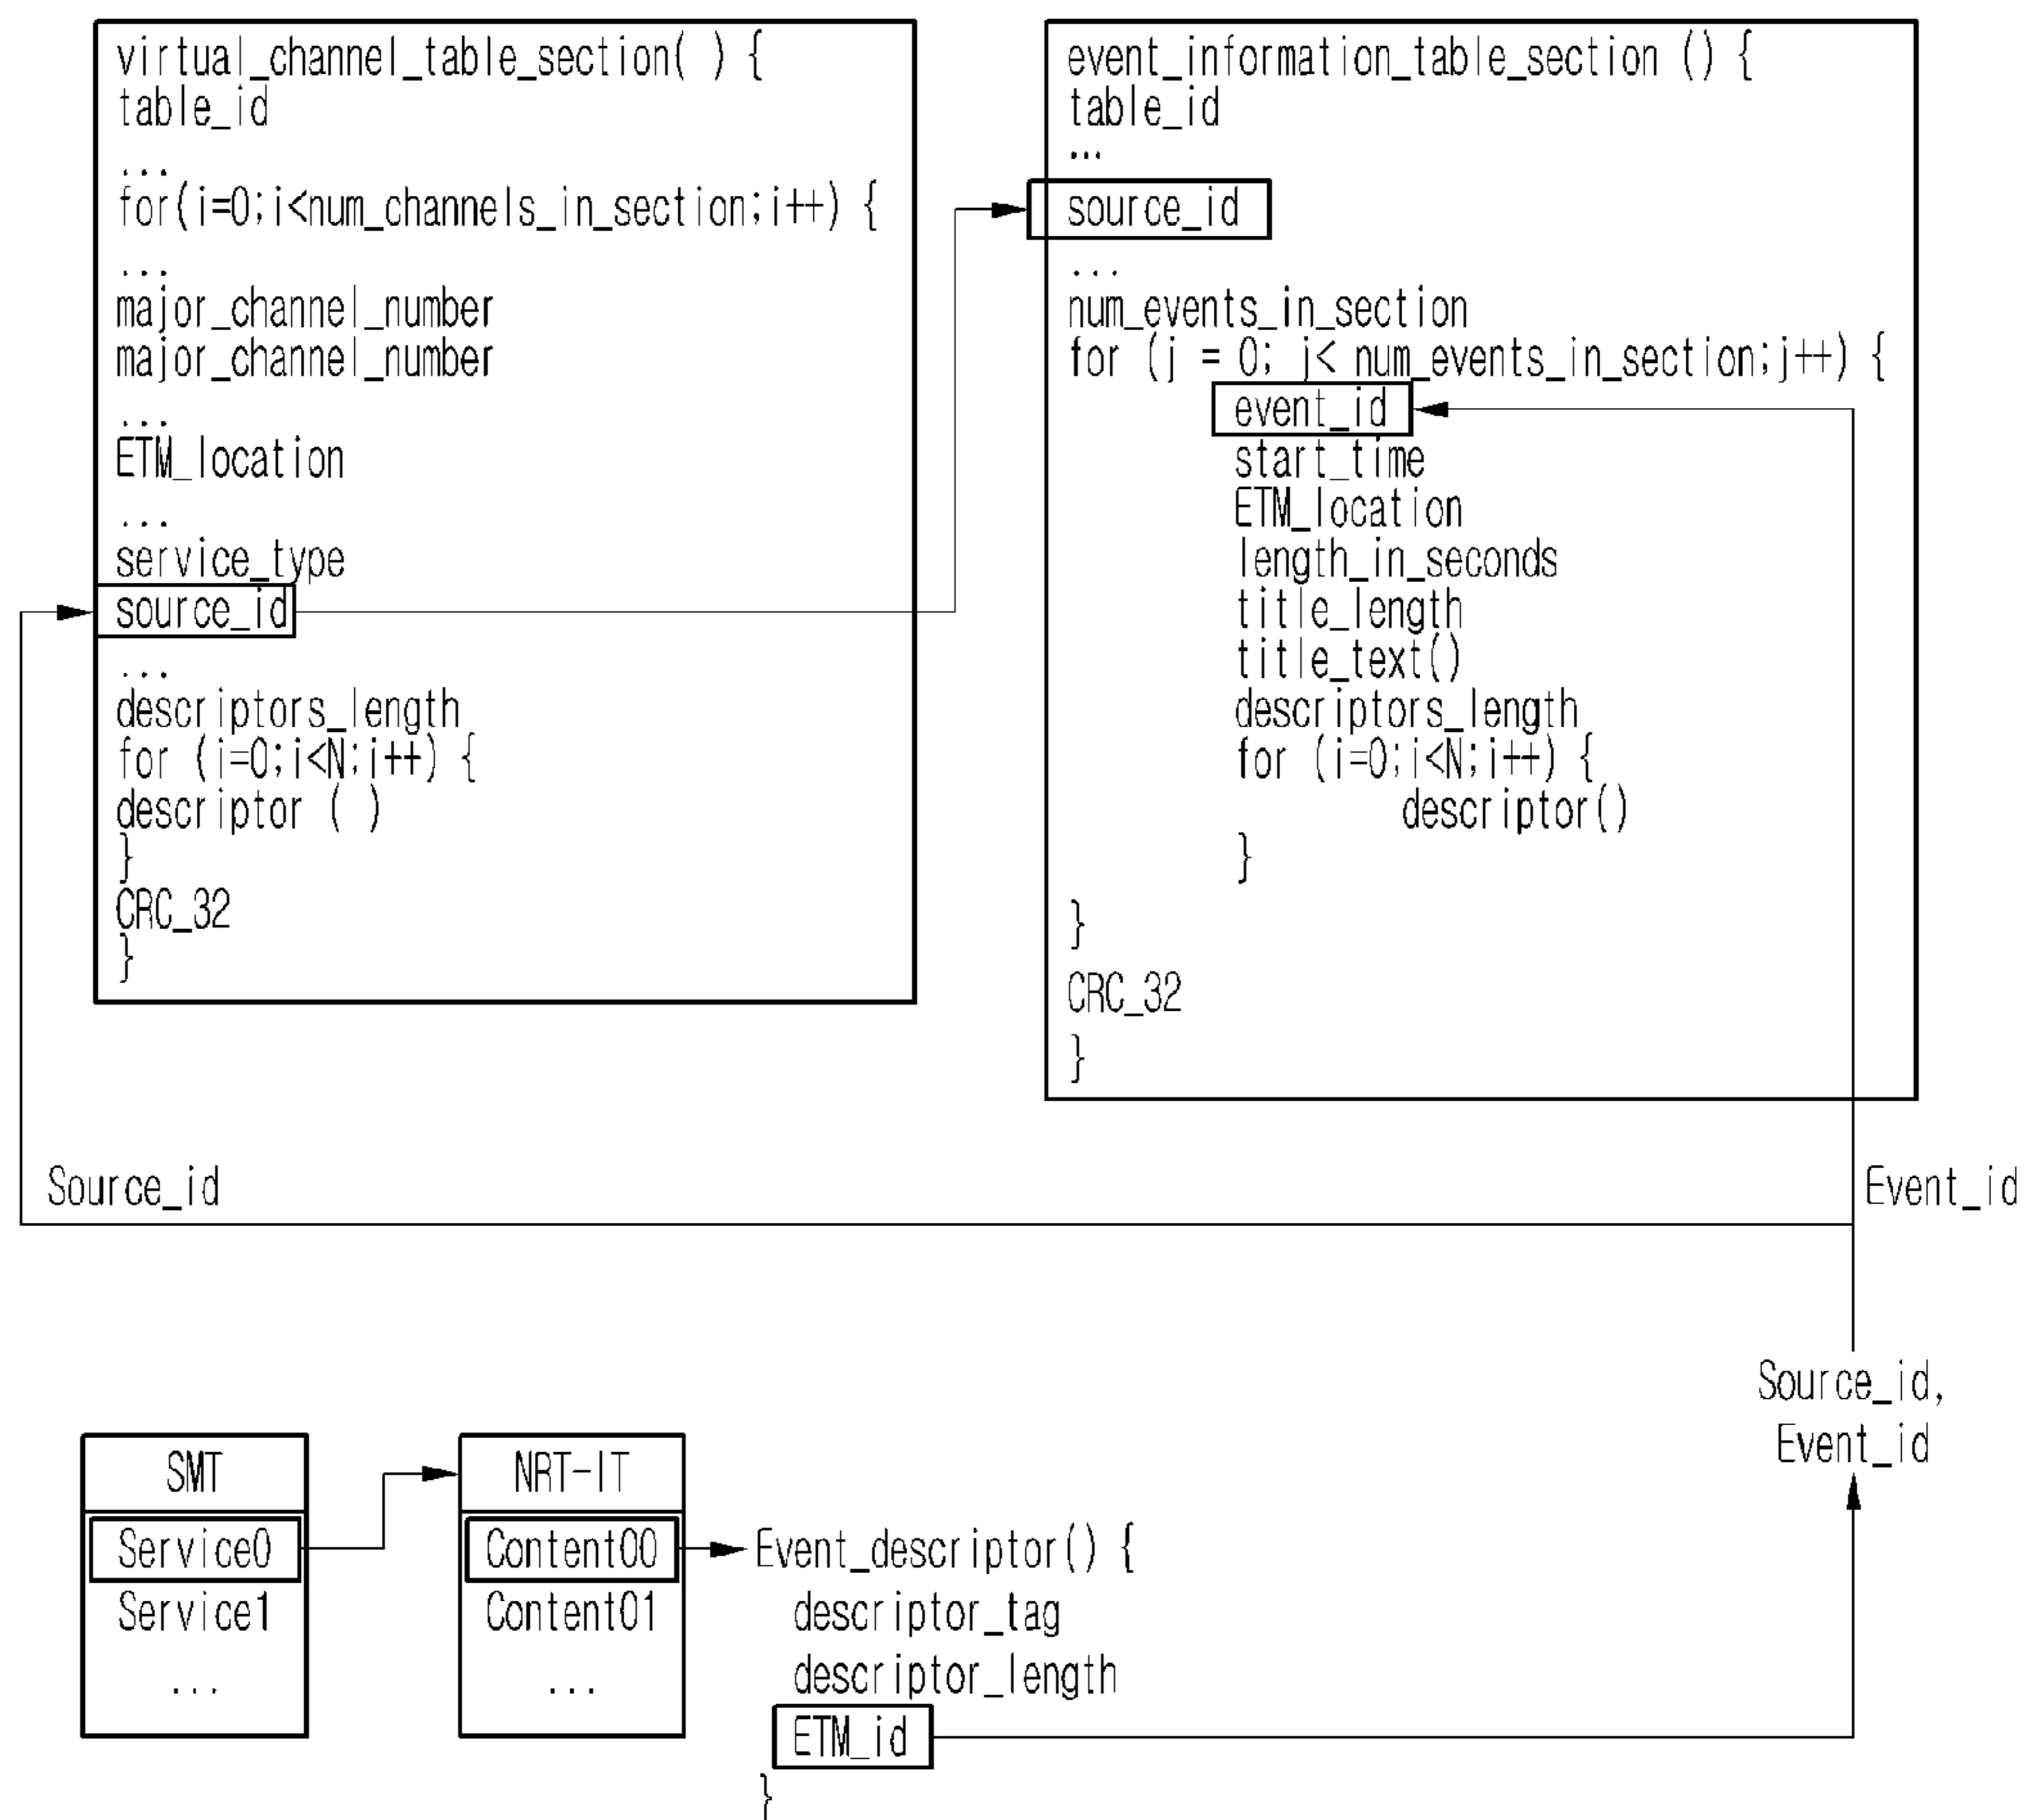 virtual_channel_table_section( ) {
table_id
...
for(i=0;i<num_channels_in_section;i++) {
...
major_channel_number
major_channel_number
...
ETM_location
...
service_type
source_id
...
descriptors_length
for (i=0;i<N;i++) {
descriptor ( )
}
CRC_32
}
event_information_table_section () {
table_id
...
source_id
...
num_events_in_section
for (j = 0; j< num_events_in_section;j++) {
event_id
start_time
ETM_location
length_in_seconds
title_length
title_text()
descriptors_length
for (i=0;i<N;i++) {
descriptor()
}
}
CRC_32
}
Source_id
Event_id
Source_id,
Event_id
SMT
Service0
Service1
...
NRT-IT
Content00
Content01
...
Event_descriptor() {
descriptor_tag
descriptor_length
ETM_id
}